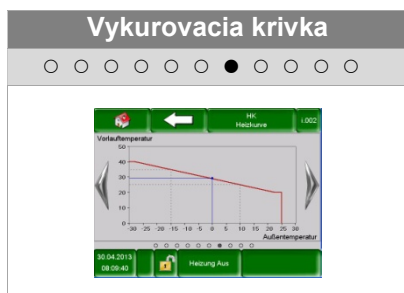 Vykurovacia krivka
HK
Heizkurve
i.002
Vorlauftemperatur
50
40
30
20
10
0
-30 -25 -20 -15 -10 -5 0 5 10 15 20 25 30
Außentemperatur
30.04.2013
08:09:40
Heizung Aus